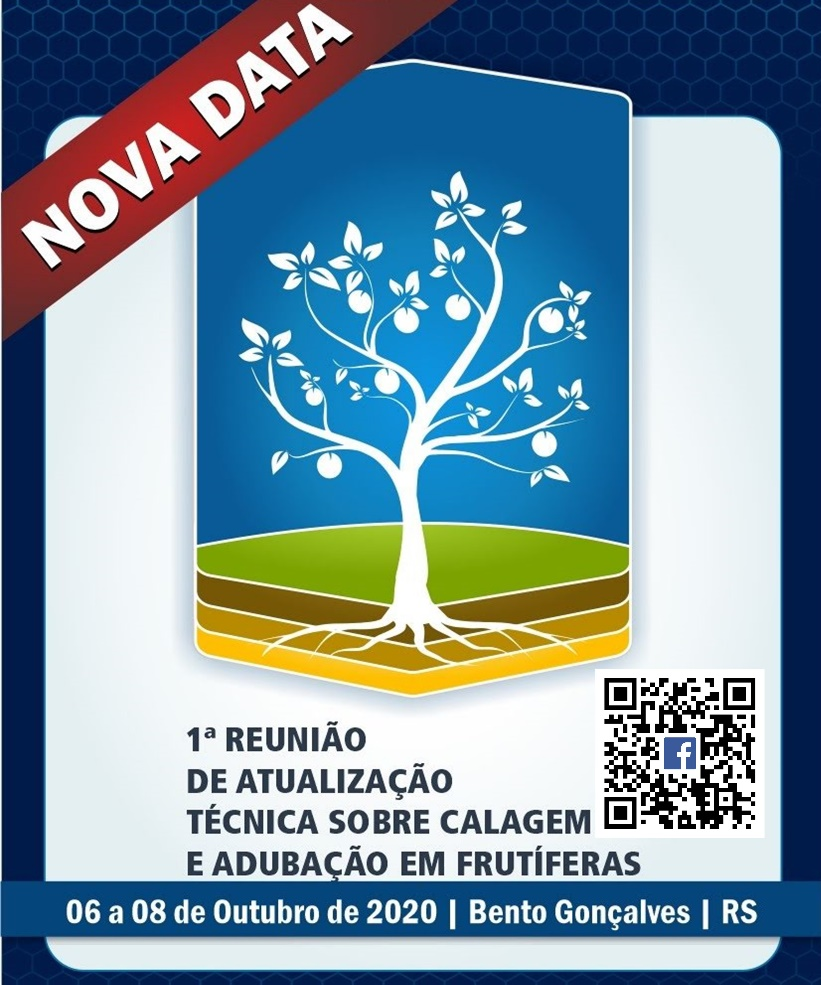 NOVA DATA
1ª REUNIÃO
DE ATUALIZAÇÃO
TÉCNICA SOBRE CALAGEM
E ADUBAÇÃO EM FRUTÍFERAS
06 a 08 de Outubro de 2020 | Bento Gonçalves | RS